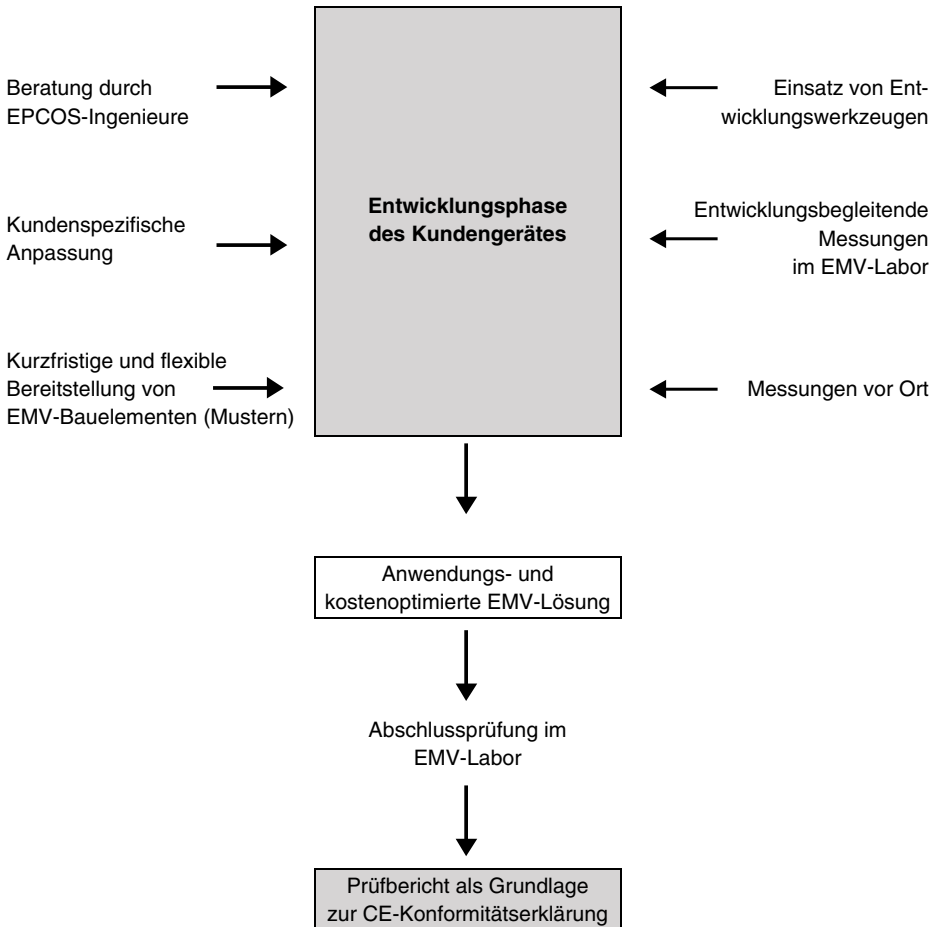 Beratung durch
EPCOS-Ingenieure
Einsatz von Ent-
wicklungswerkzeugen
Entwicklungsphase
des Kundengerätes
Kundenspezifische
Anpassung
Entwicklungsbegleitende
Messungen
im EMV-Labor
Kurzfristige und flexible
Bereitstellung von
EMV-Bauelementen (Mustern)
Messungen vor Ort
Anwendungs- und
kostenoptimierte EMV-Lösung
Abschlussprüfung im
EMV-Labor
Prüfbericht als Grundlage
zur CE-Konformitätserklärung